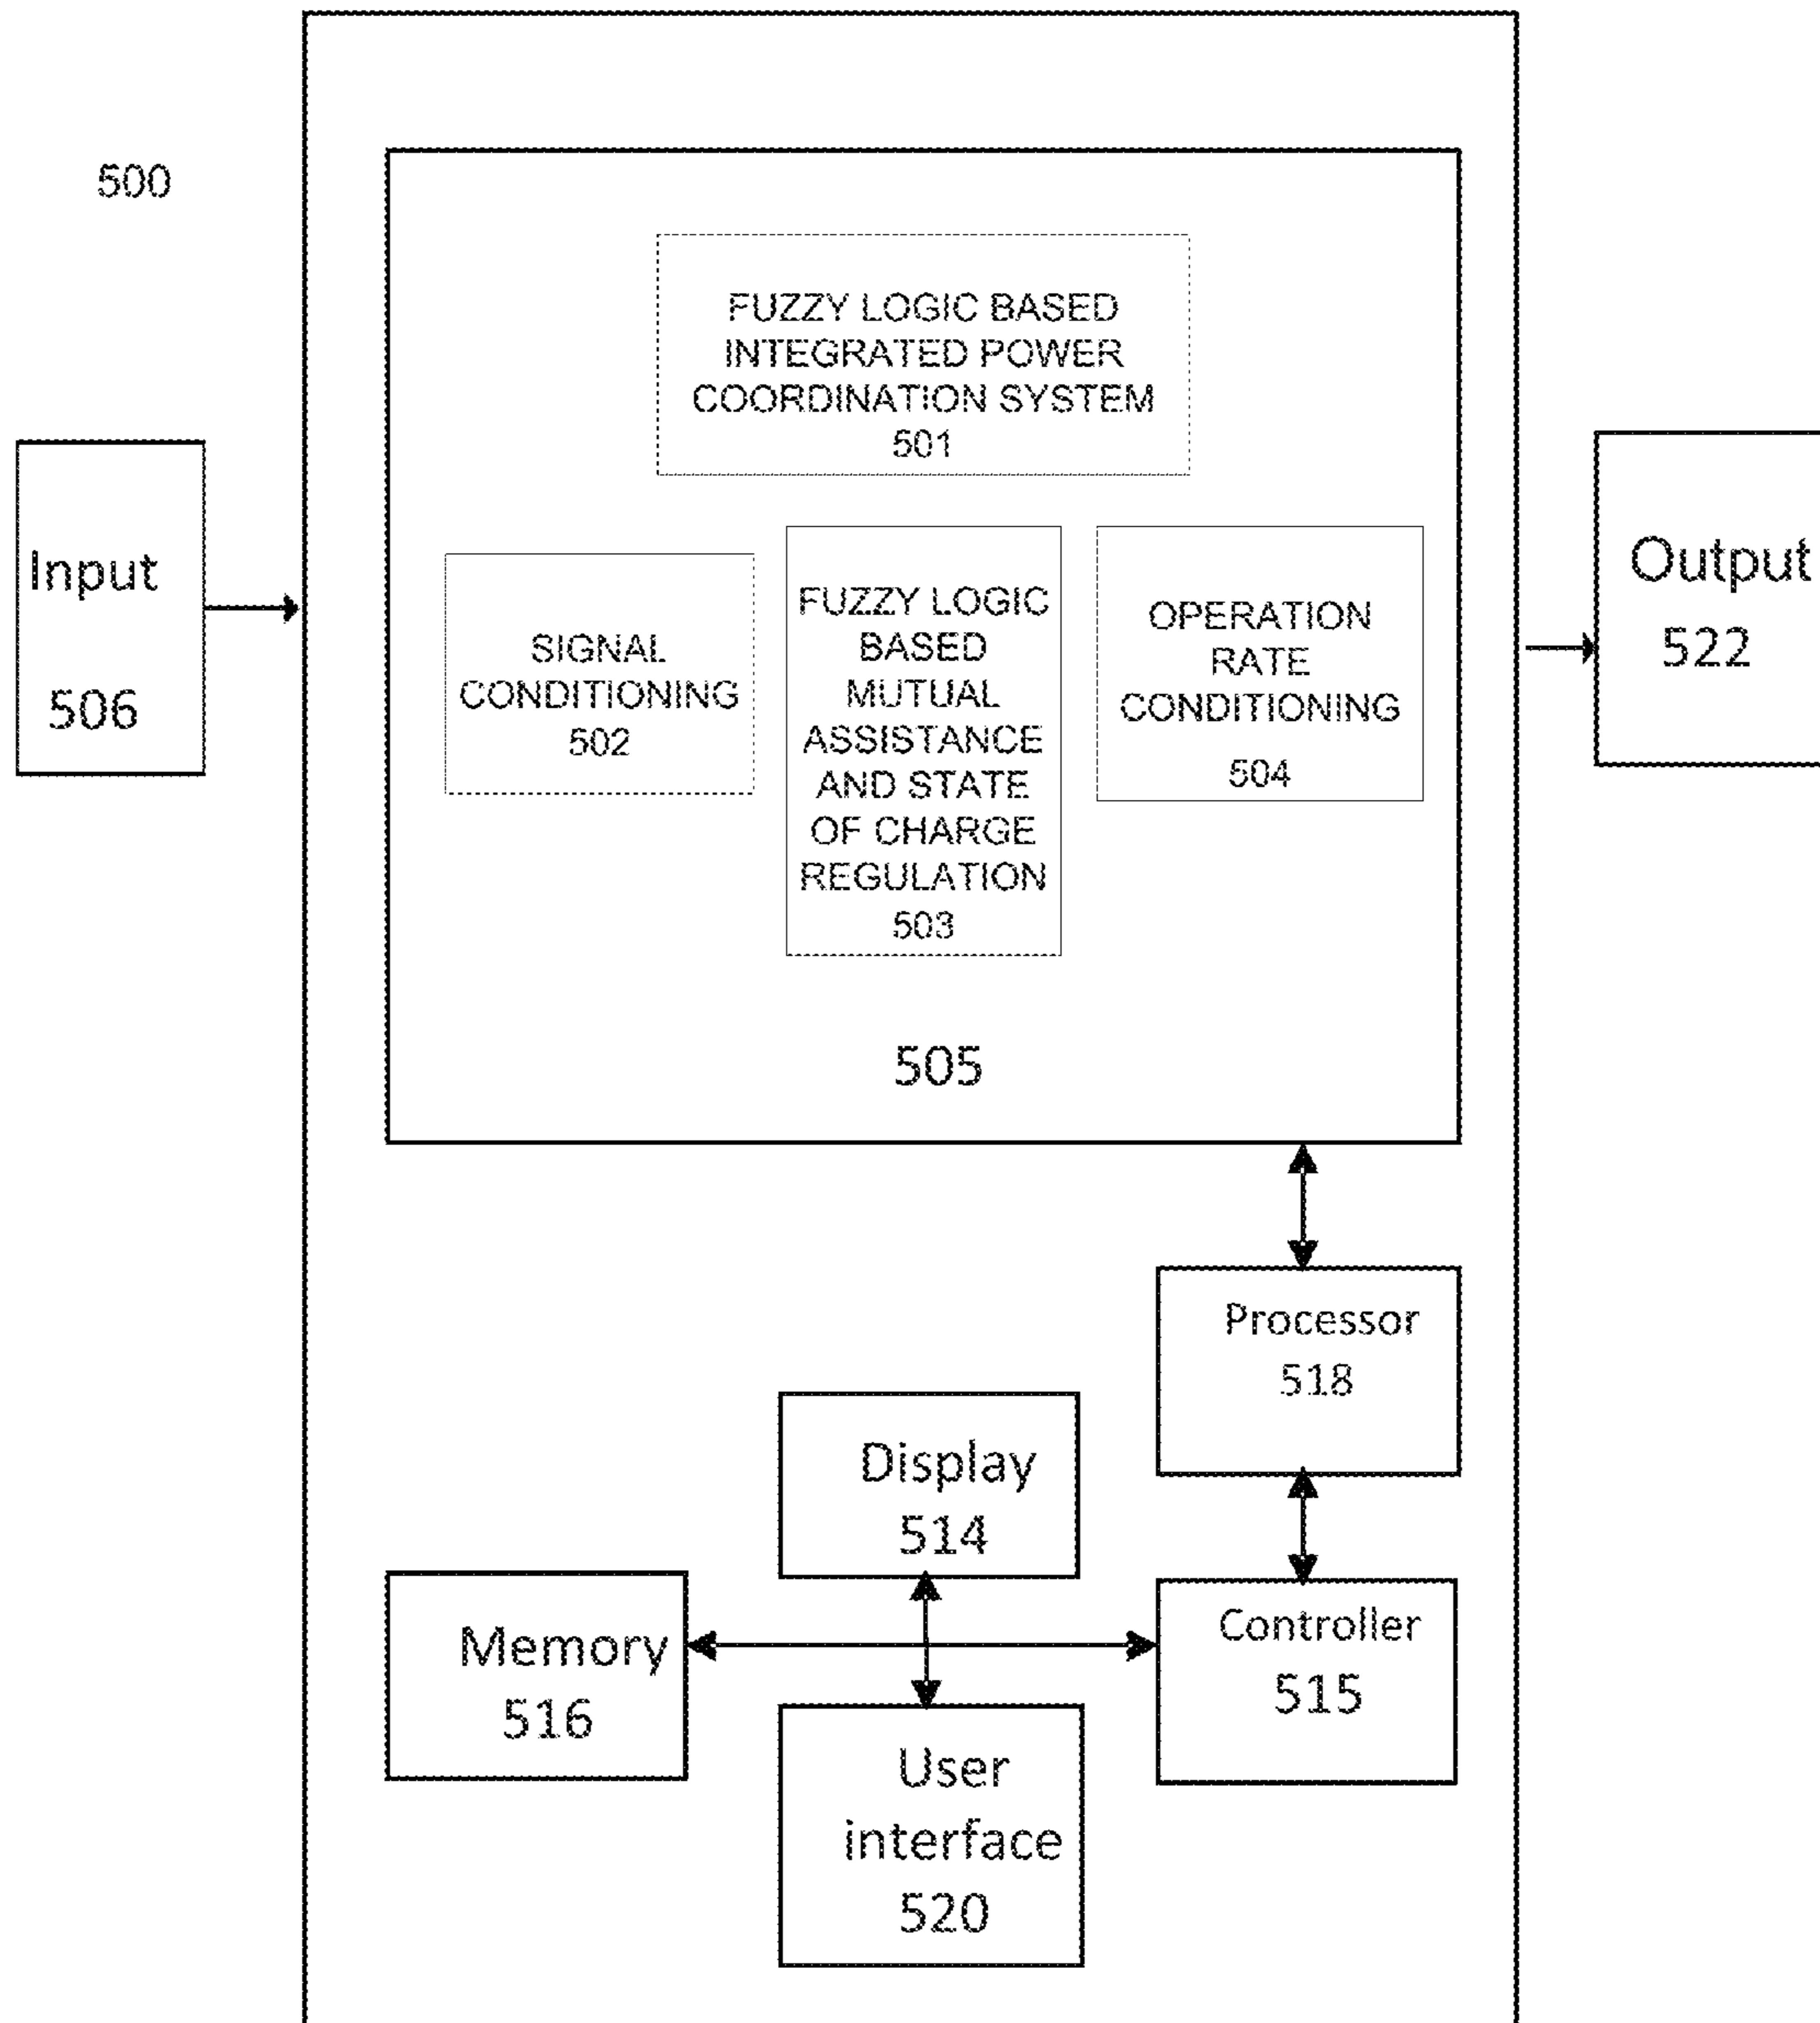 500
FUZZY LOGIC BASED
INTEGRATED POWER
COORDINATION SYSTEM
501
Input
506
SIGNAL
CONDITIONING
502
FUZZY LOGIC
BASED
MUTUAL
ASSISTANCE
AND STATE
OF CHARGE
REGULATION
503
OPERATION
RATE
CONDITIONING
504
Output
522
505
Processor
518
Display
514
Memory
516
Controller
515
User
interface
520